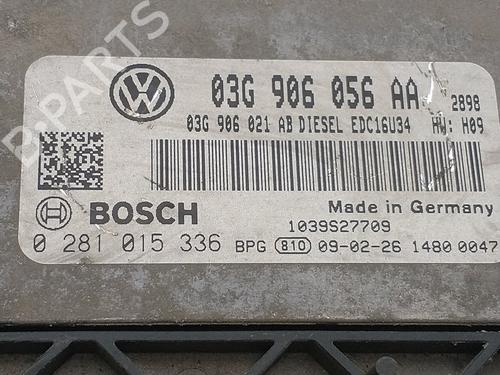 03G 906 056 AA 2898
03G 906 021 AB DIESEL EDC16U34 HW: H09
BOSCH
Made in Germany
1039S27709
0 281 015 336 BPG 810 09-02-26 1480 0047
B-PARTS